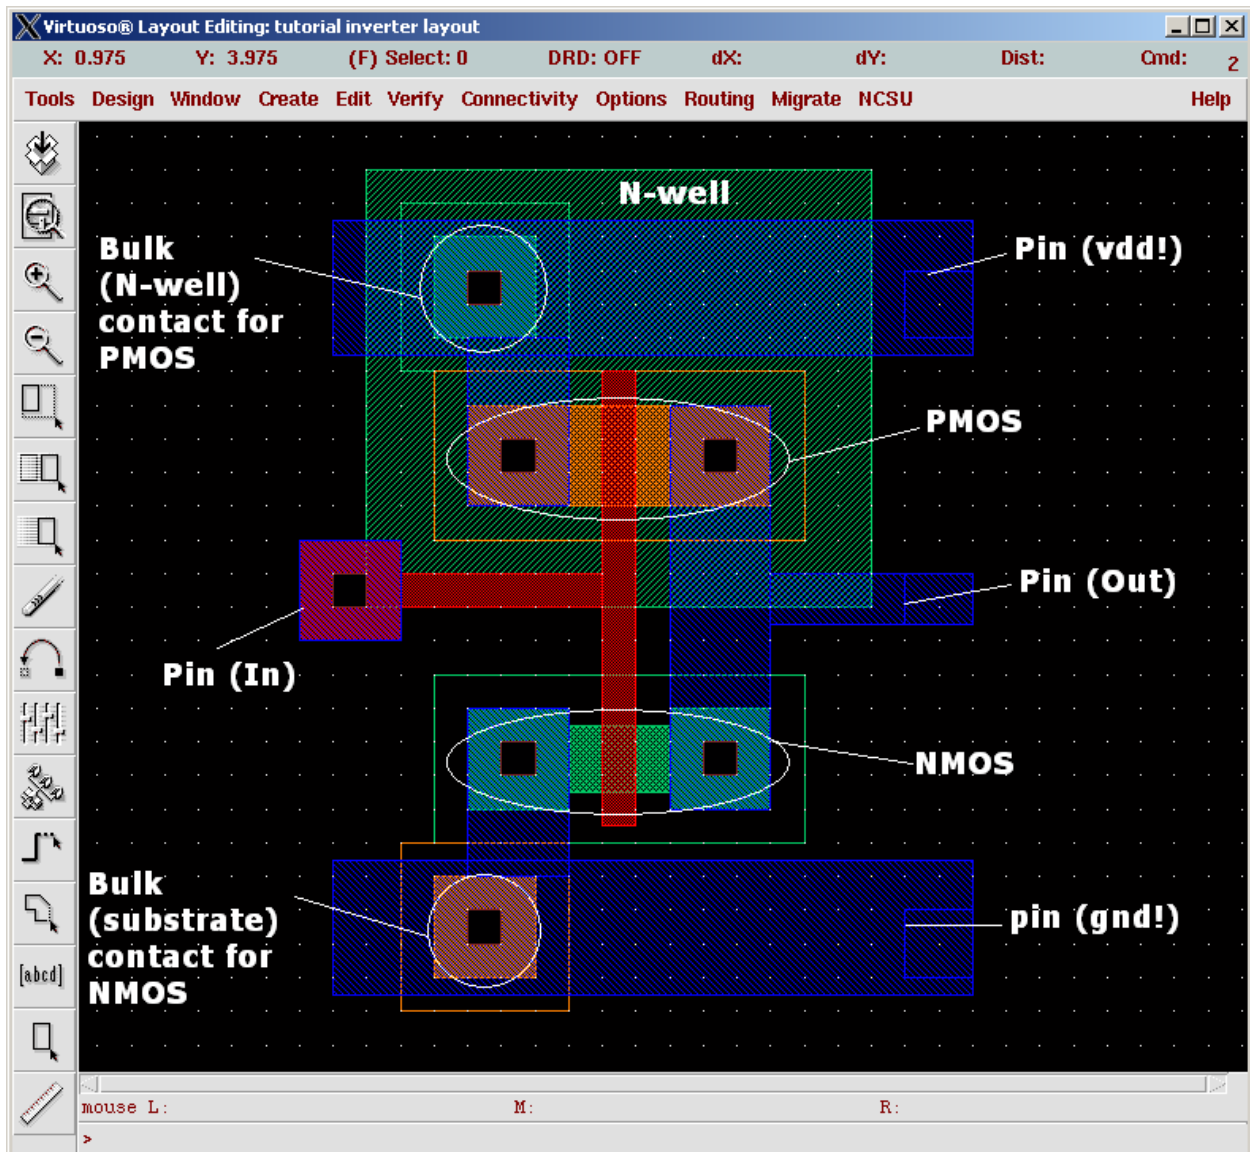 Virtuoso® Layout Editing: tutorial inverter layout
X: 0.975 Y: 3.975 (F) Select: 0 DRD: OFF dX: dY: Dist: Cmd: 2
Tools Design Window Create Edit Verify Connectivity Options Routing Migrate NCSU Help
N-well
Bulk
(N-well)
contact for
PMOS
Pin (vdd!)
PMOS
Pin (Out)
Pin (In)
NMOS
Bulk
(substrate)
contact for
NMOS
pin (gnd!)
[abcd]
mouse L: M: R:
>